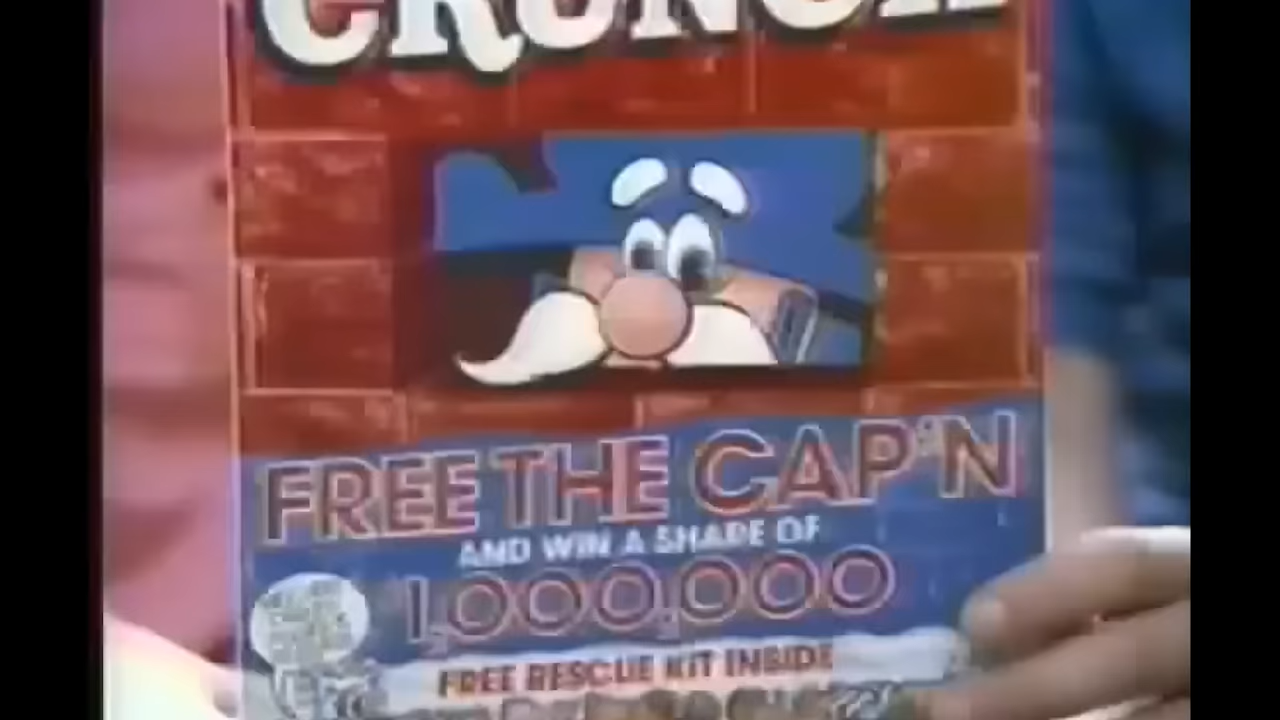 CRUNCH
FREE THE CAP'N
AND WIN A SHARE OF
1,000,000
FREE RESCUE KIT INSIDE